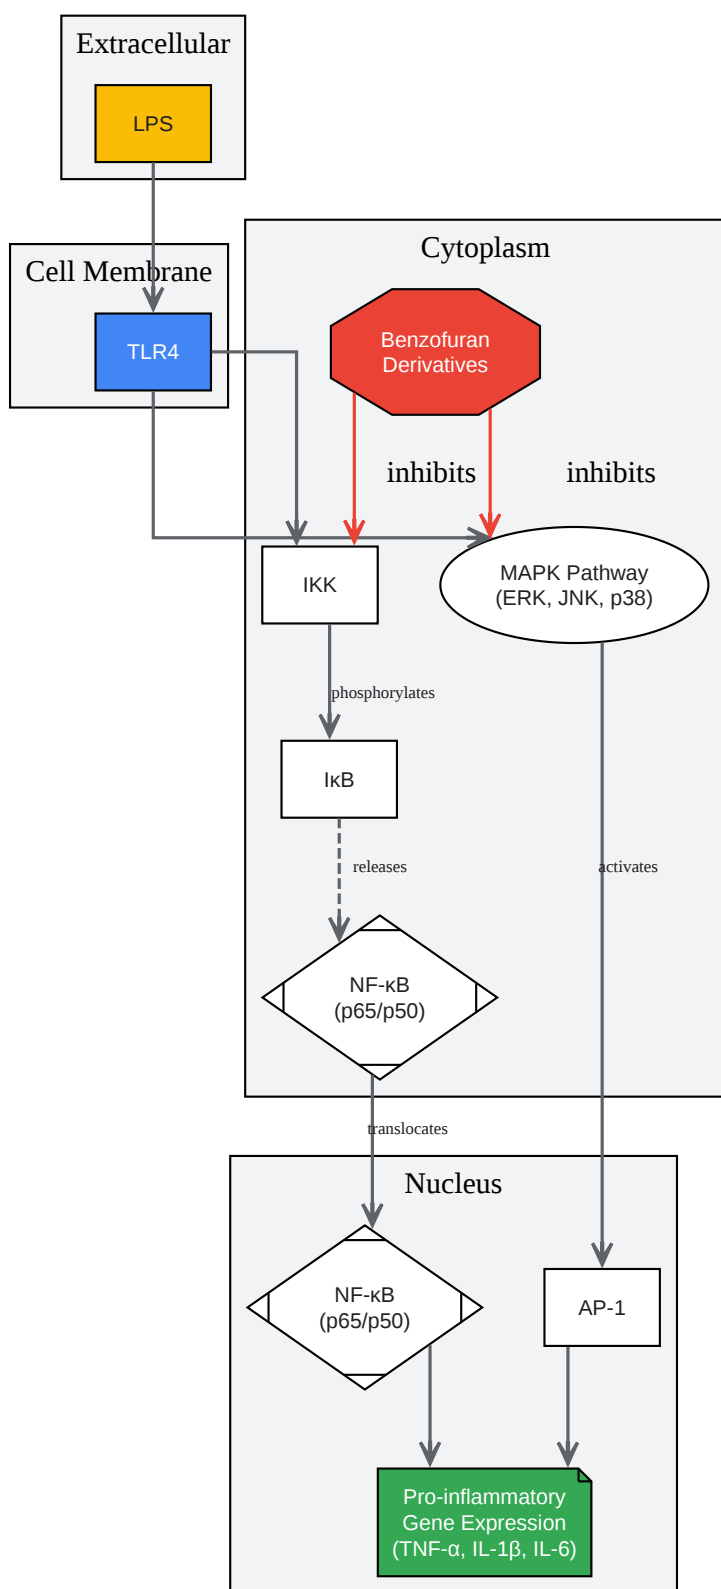 Extracellular
LPS
Cell Membrane
TLR4
Cytoplasm
Benzofuran
Derivatives
inhibits
inhibits
IKK
MAPK Pathway
(ERK, JNK, p38)
phosphorylates
IκB
releases
activates
NF-κB
(p65/p50)
translocates
Nucleus
NF-κB
(p65/p50)
AP-1
Pro-inflammatory
Gene Expression
(TNF-α, IL-1β, IL-6)